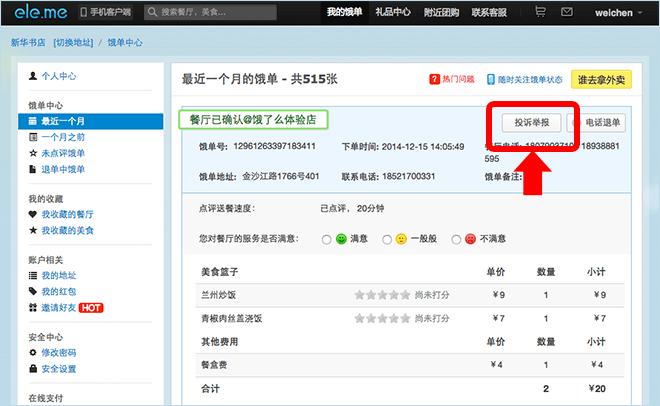 ele.me 手机客户端 搜索餐厅，美食... 我的饿单 礼品中心 附近团购 联系客服 weichen
新华书店 [切换地址] / 饿单中心
个人中心
饿单中心
最近一个月
一个月之前
未点评饿单
退单中饿单
我的收藏
我收藏的餐厅
我收藏的美食
账户相关
我的地址
我的红包
邀请好友 HOT
安全中心
修改密码
安全设置
在线支付
最近一个月的饿单 - 共515张 热门问题 随时关注饿单状态 谁去拿外卖
餐厅已确认@饿了么体验店 投诉举报 电话退单
饿单号: 12961263397183411 下单时间: 2014-12-15 14:05:49
595
饿单地址: 金沙江路1766号401 联系电话: 18521700331 饿单备注:
点评送餐速度: 已点评， 20分钟
您对餐厅的服务是否满意: 满意 一般般 不满意
美食篮子 单价 数量 小计
兰州炒饭 尚未打分 ¥9 1 ¥9
青椒肉丝盖浇饭 尚未打分 ¥7 1 ¥7
其他费用 单价 数量 小计
餐盒费 ¥4 1 ¥4
合计 2 ¥20